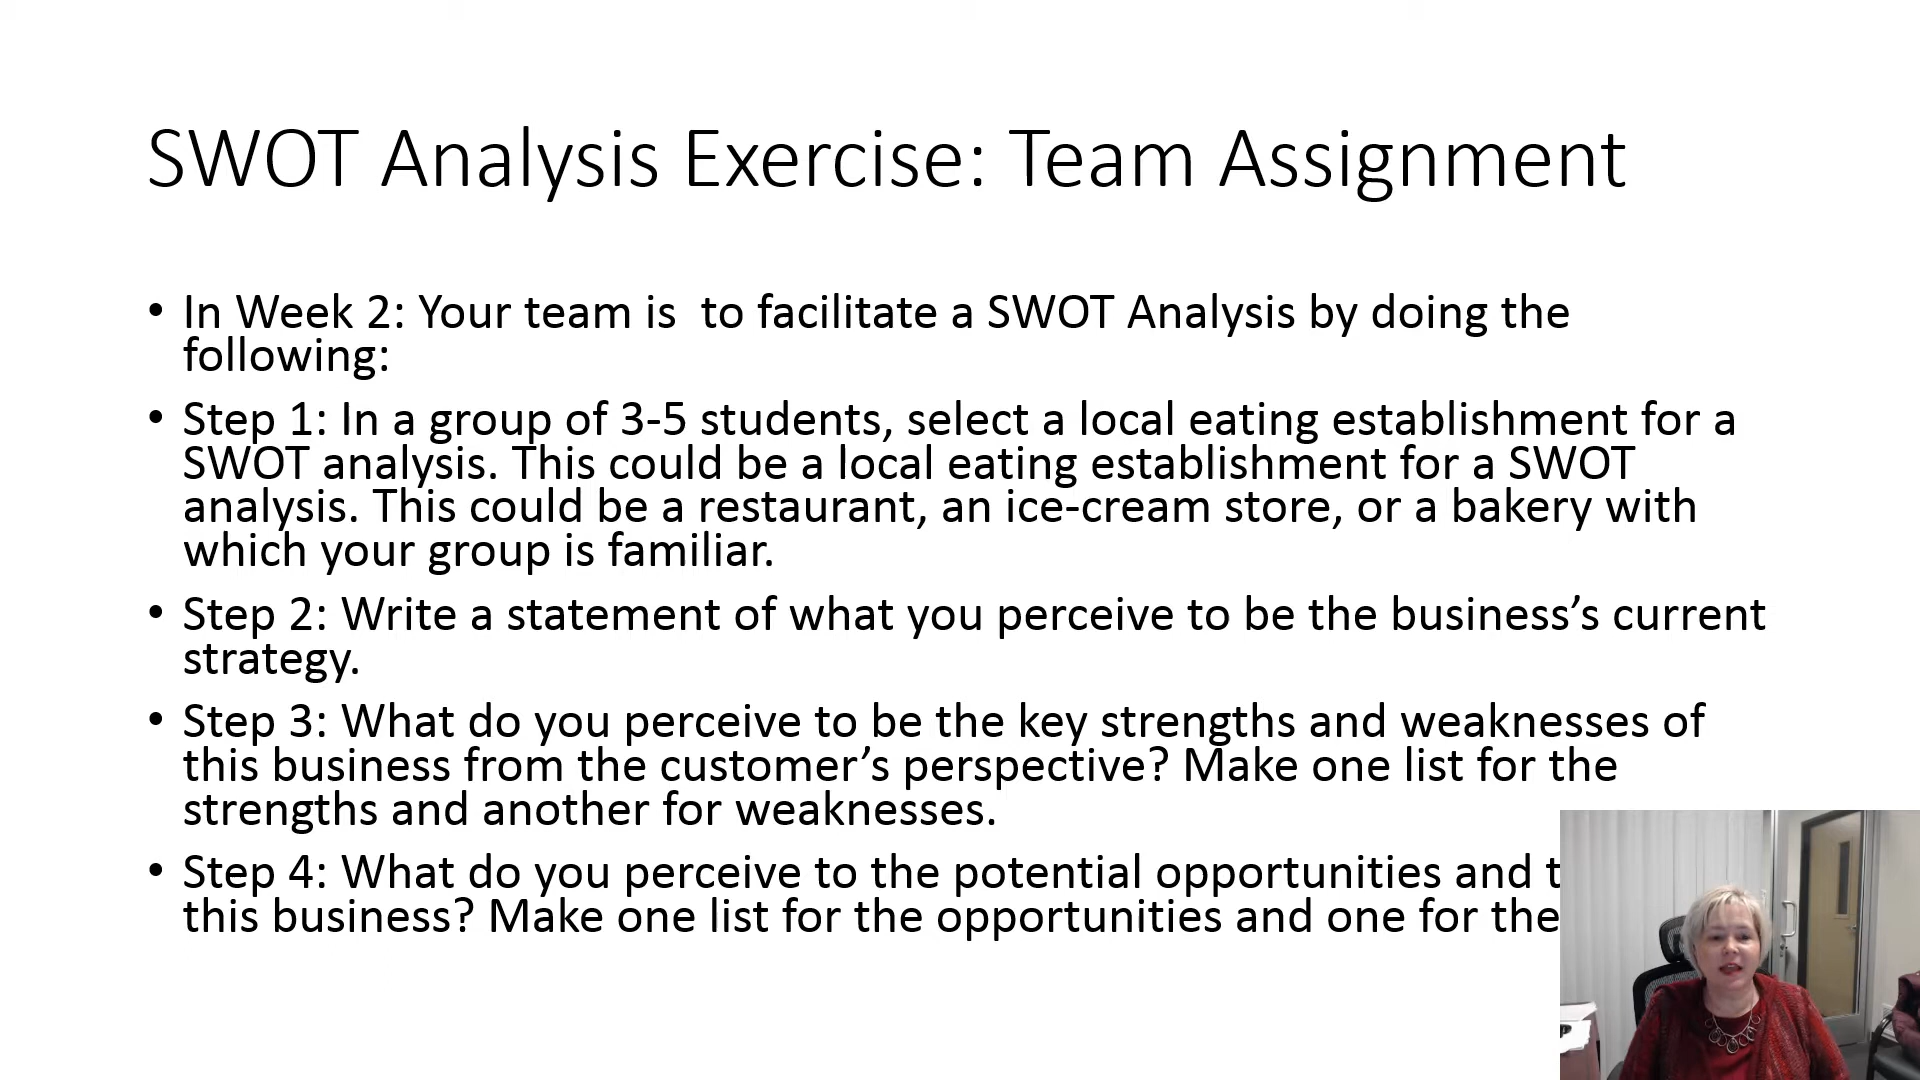 SWOT Analysis Exercise: Team Assignment
• In Week 2: Your team is  to facilitate a SWOT Analysis by doing the
following:
• Step 1: In a group of 3-5 students, select a local eating establishment for a
SWOT analysis. This could be a local eating establishment for a SWOT
analysis. This could be a restaurant, an ice-cream store, or a bakery with
which your group is familiar.
• Step 2: Write a statement of what you perceive to be the business’s current
strategy.
• Step 3: What do you perceive to be the key strengths and weaknesses of
this business from the customer’s perspective? Make one list for the
strengths and another for weaknesses.
• Step 4: What do you perceive to the potential opportunities and
this business? Make one list for the opportunities and one for the